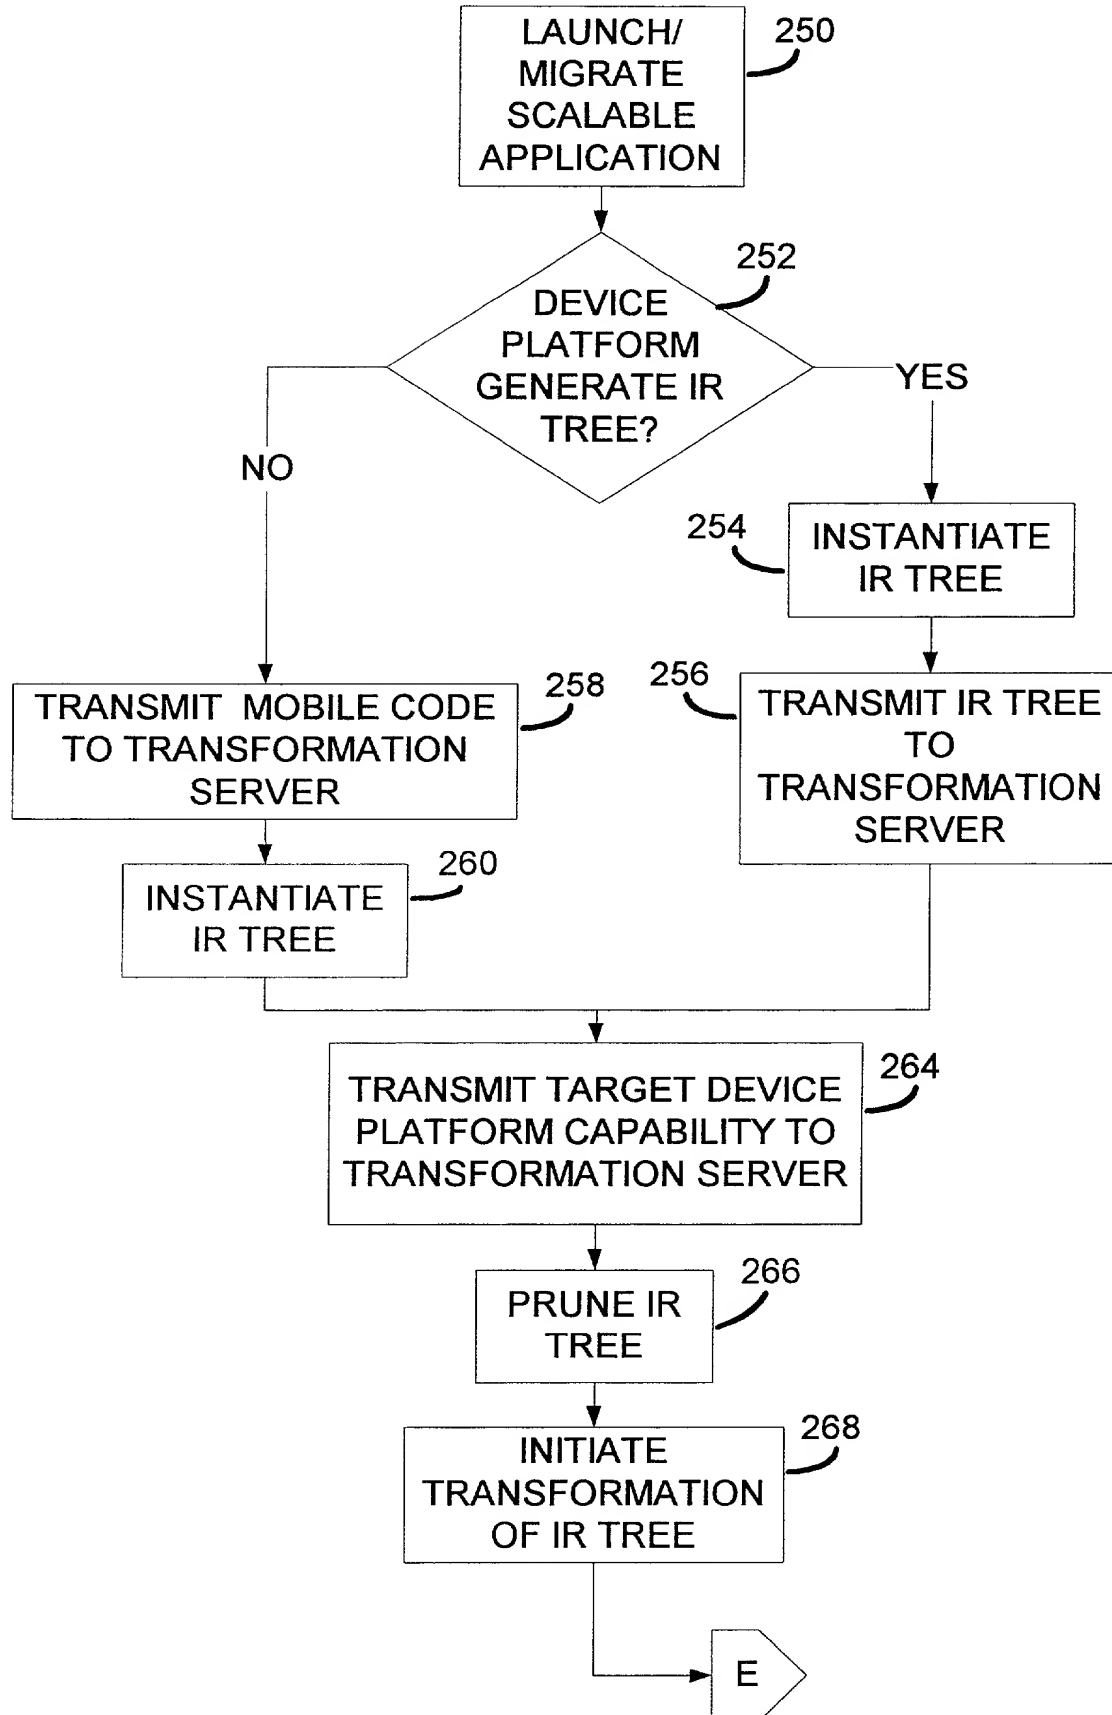 LAUNCH/
MIGRATE
SCALABLE
APPLICATION
250
252
DEVICE
PLATFORM
GENERATE IR
TREE?
YES
NO
254
INSTANTIATE
IR TREE
258
TRANSMIT MOBILE CODE
TO TRANSFORMATION
SERVER
256
TRANSMIT IR TREE
TO
TRANSFORMATION
SERVER
260
INSTANTIATE
IR TREE
264
TRANSMIT TARGET DEVICE
PLATFORM CAPABILITY TO
TRANSFORMATION SERVER
266
PRUNE IR
TREE
268
INITIATE
TRANSFORMATION
OF IR TREE
E